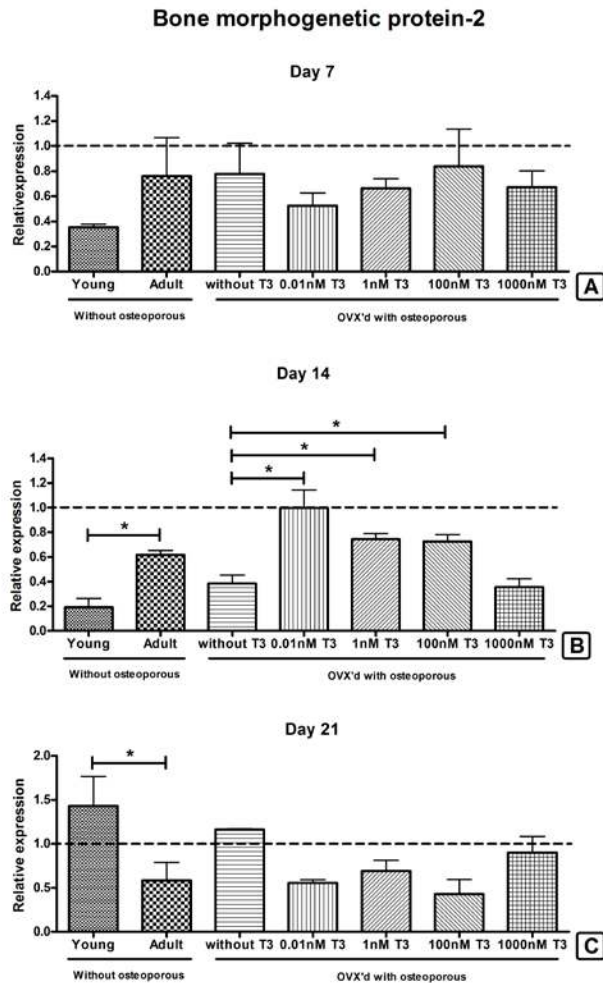 Bone morphogenetic protein-2
Day 7
Relativeexpression
1.4
1.2
1.0
0.8
0.6
0.4
0.2
0.0
Young Adult without T3 0.01nM T3 1nM T3 100nM T3 1000nM T3
Without osteoporous OVX'd with osteoporous
A
Day 14
Relative expression
1.4
1.2
1.0
0.8
0.6
0.4
0.2
0.0
*
*
*
*
Young Adult without T3 0.01nM T3 1nM T3 100nM T3 1000nM T3
Without osteoporous OVX'd with osteoporous
B
Day 21
Relative expression
2.0
1.5
1.0
0.5
0.0
*
Young Adult without T3 0.01nM T3 1nM T3 100nM T3 1000nM T3
Without osteoporous OVX'd with osteoporous
C